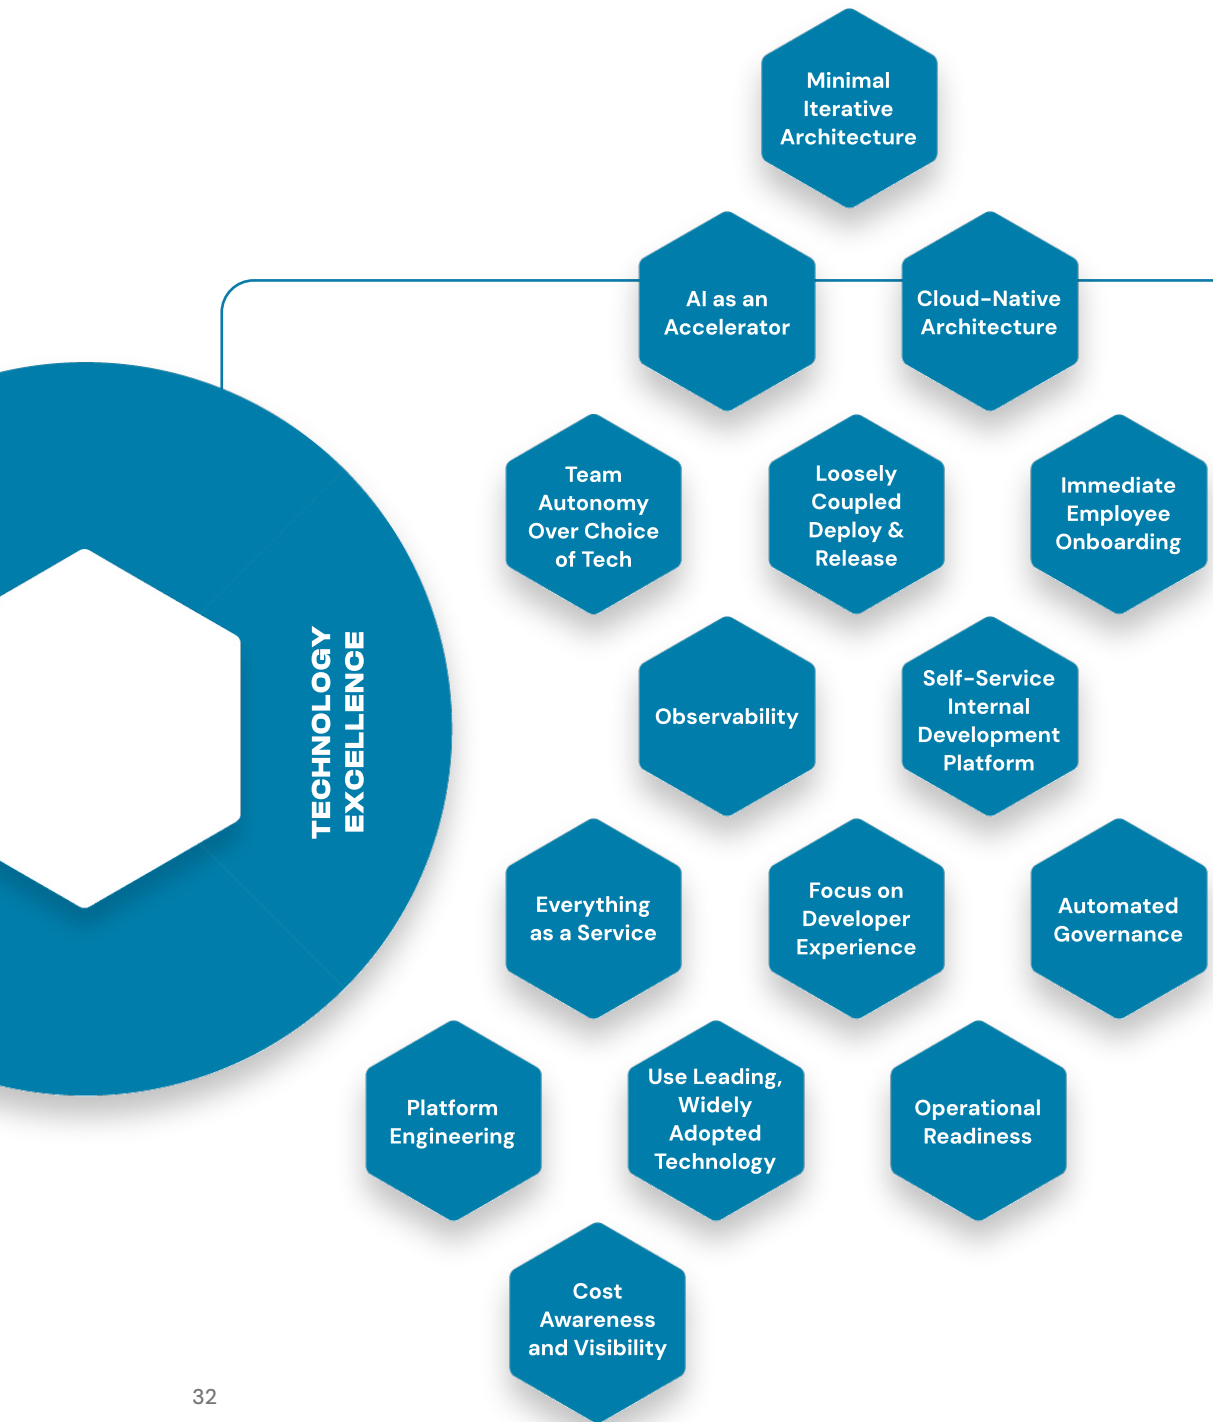 Minimal
Iterative
Architecture
AI as an
Accelerator
Cloud-Native
Architecture
Team
Autonomy
Over Choice
of Tech
Loosely
Coupled
Deploy &
Release
Immediate
Employee
Onboarding
TECHNOLOGY
EXCELLENCE
Observability
Self-Service
Internal
Development
Platform
Everything
as a Service
Focus on
Developer
Experience
Automated
Governance
Platform
Engineering
Use Leading,
Widely
Adopted
Technology
Operational
Readiness
Cost
Awareness
and Visibility
32